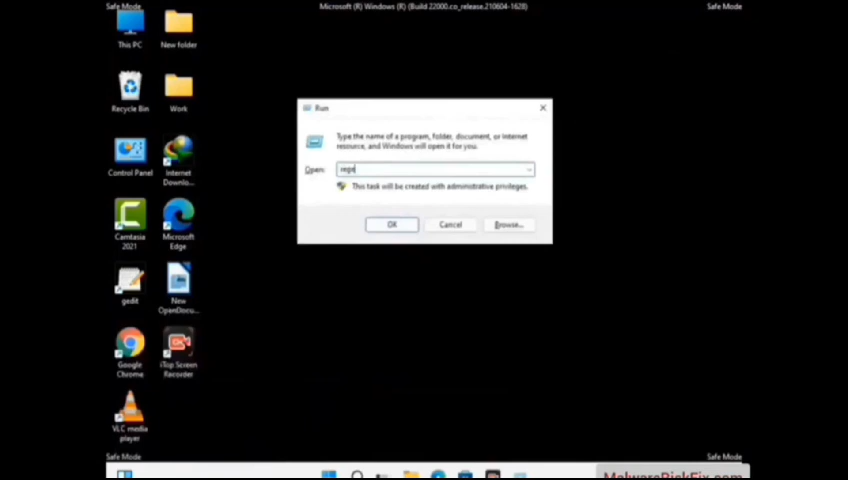 Safe Mode
Microsoft (R) Windows (R) (Build 22000.co_release.210604-1628)
Safe Mode
This PC
New folder
Recycle Bin
Work
Control Panel
Internet
Downlo...
Camtasia
2021
Microsoft
Edge
gedit
New
OpenDocu...
Google
Chrome
iTop Screen
Recorder
VLC media
player
Run
Type the name of a program, folder, document, or Internet
resource, and Windows will open it for you.
Open:
This task will be created with administrative privileges.
OK
Cancel
Browse...
Safe Mode
Safe Mode
MalwareRiskFix.com